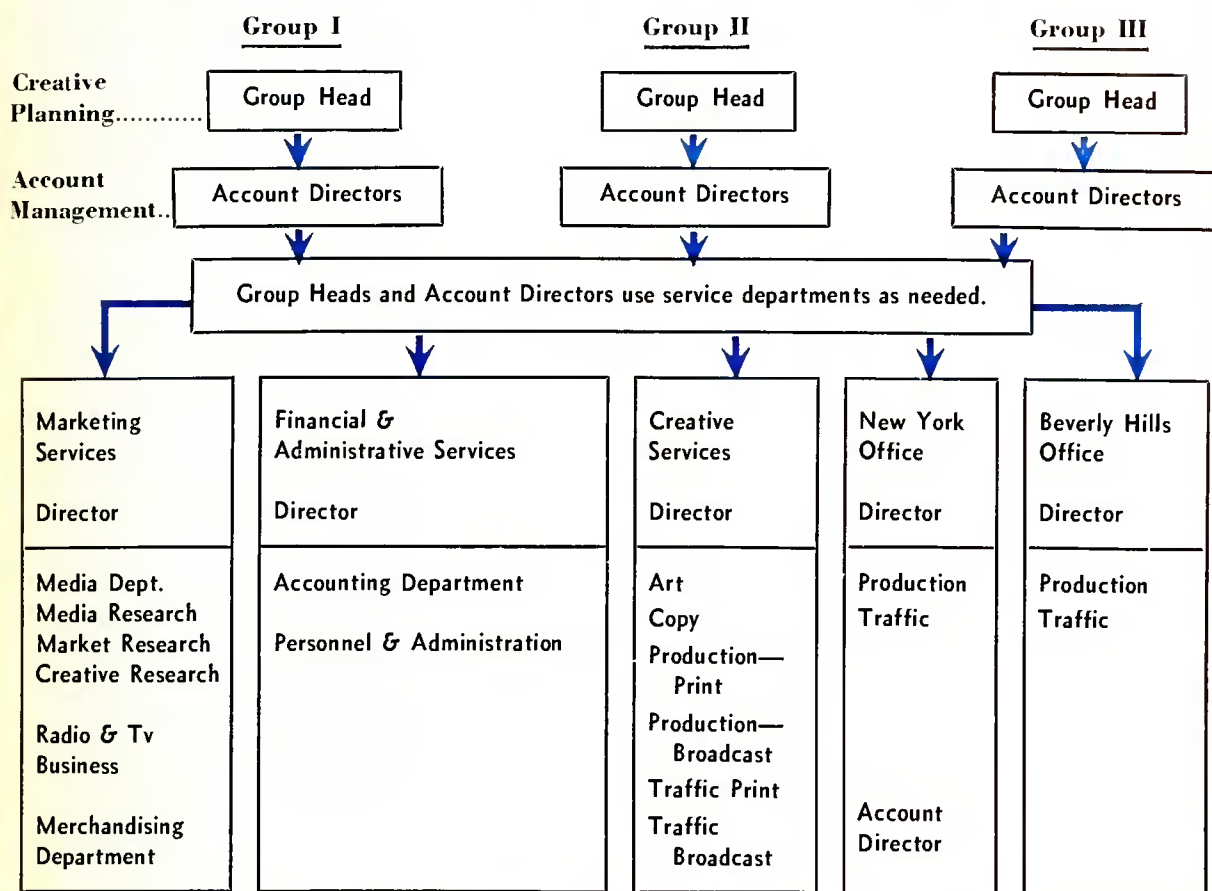 Group I
Group II
Group III
Creative
Planning............
Group Head
Group Head
Group Head
Account
Management..
Account Directors
Account Directors
Account Directors
Group Heads and Account Directors use service departments as needed.
Marketing
Services
Director
Media Dept.
Media Research
Market Research
Creative Research
Radio & Tv
Business
Merchandising
Department
Financial &
Administrative Services
Director
Accounting Department
Personnel & Administration
Creative
Services
Director
Art
Copy
Production—
Print
Production—
Broadcast
Traffic Print
Traffic
Broadcast
New York
Office
Director
Production
Traffic
Account
Director
Beverly Hills
Office
Director
Production
Traffic